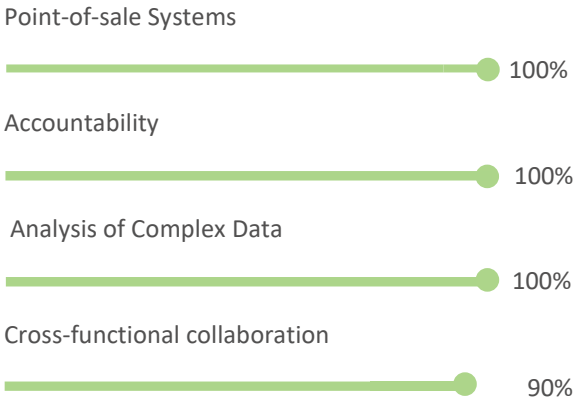 Point-of-sale Systems
100%
Accountability
100%
Analysis of Complex Data
100%
Cross-functional collaboration
90%